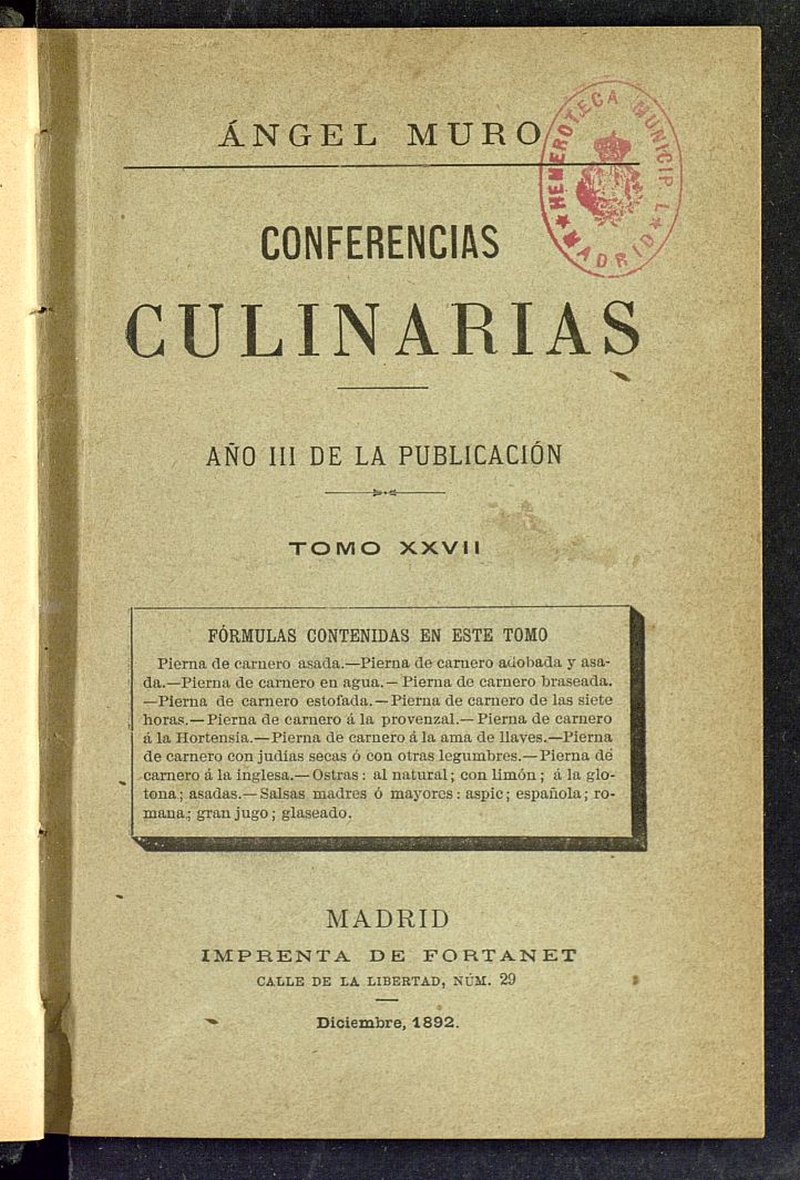 ÁNGEL MURO
HEMEROTECA MUNICIP L
MADRID
CONFERENCIAS
CULINARIAS
AÑO III DE LA PUBLICACIÓN
TOMO XXVII
FÓRMULAS CONTENIDAS EN ESTE TOMO
Pierna de carnero asada.—Pierna de carnero adobada y asa-
da.—Pierna de carnero en agua.—Pierna de carnero braseada.
—Pierna de carnero estofada.—Pierna de carnero de las siete
horas.—Pierna de carnero á la provenzal.—Pierna de carnero
á la Hortensia.—Pierna de carnero á la ama de llaves.—Pierna
de carnero con judías secas ó con otras legumbres.—Pierna de
carnero á la inglesa.—Ostras: al natural; con limón; á la glo-
tona; asadas.—Salsas madres ó mayores: aspic; española; ro-
mana; gran jugo; glaseado.
MADRID
IMPRENTA DE FORTANET
CALLE DE LA LIBERTAD, NÚM. 29
Diciembre, 1892.